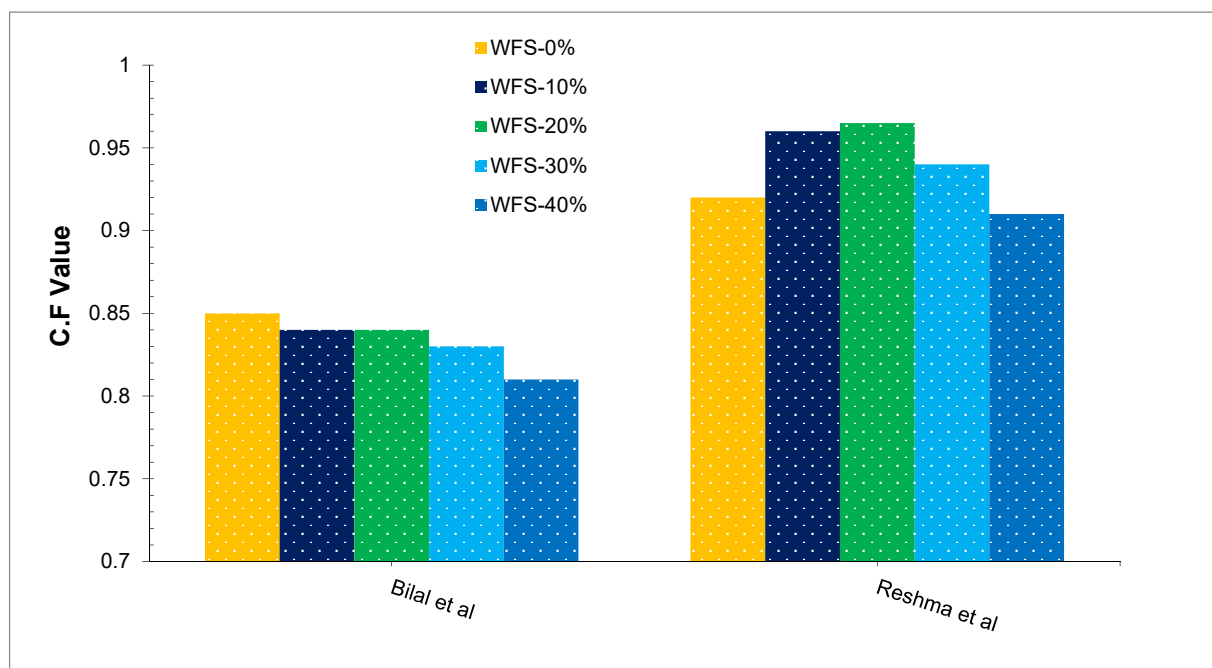 WFS-0%
WFS-10%
WFS-20%
WFS-30%
WFS-40%
1
0.95
0.9
0.85
0.8
0.75
0.7
C.F Value
Bilal et al
Reshma et al